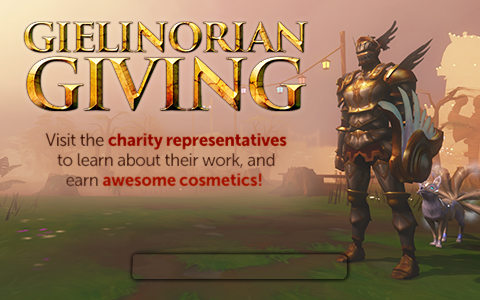 GIELINORIAN
GIVING
Visit the charity representatives
to learn about their work, and
earn awesome cosmetics!